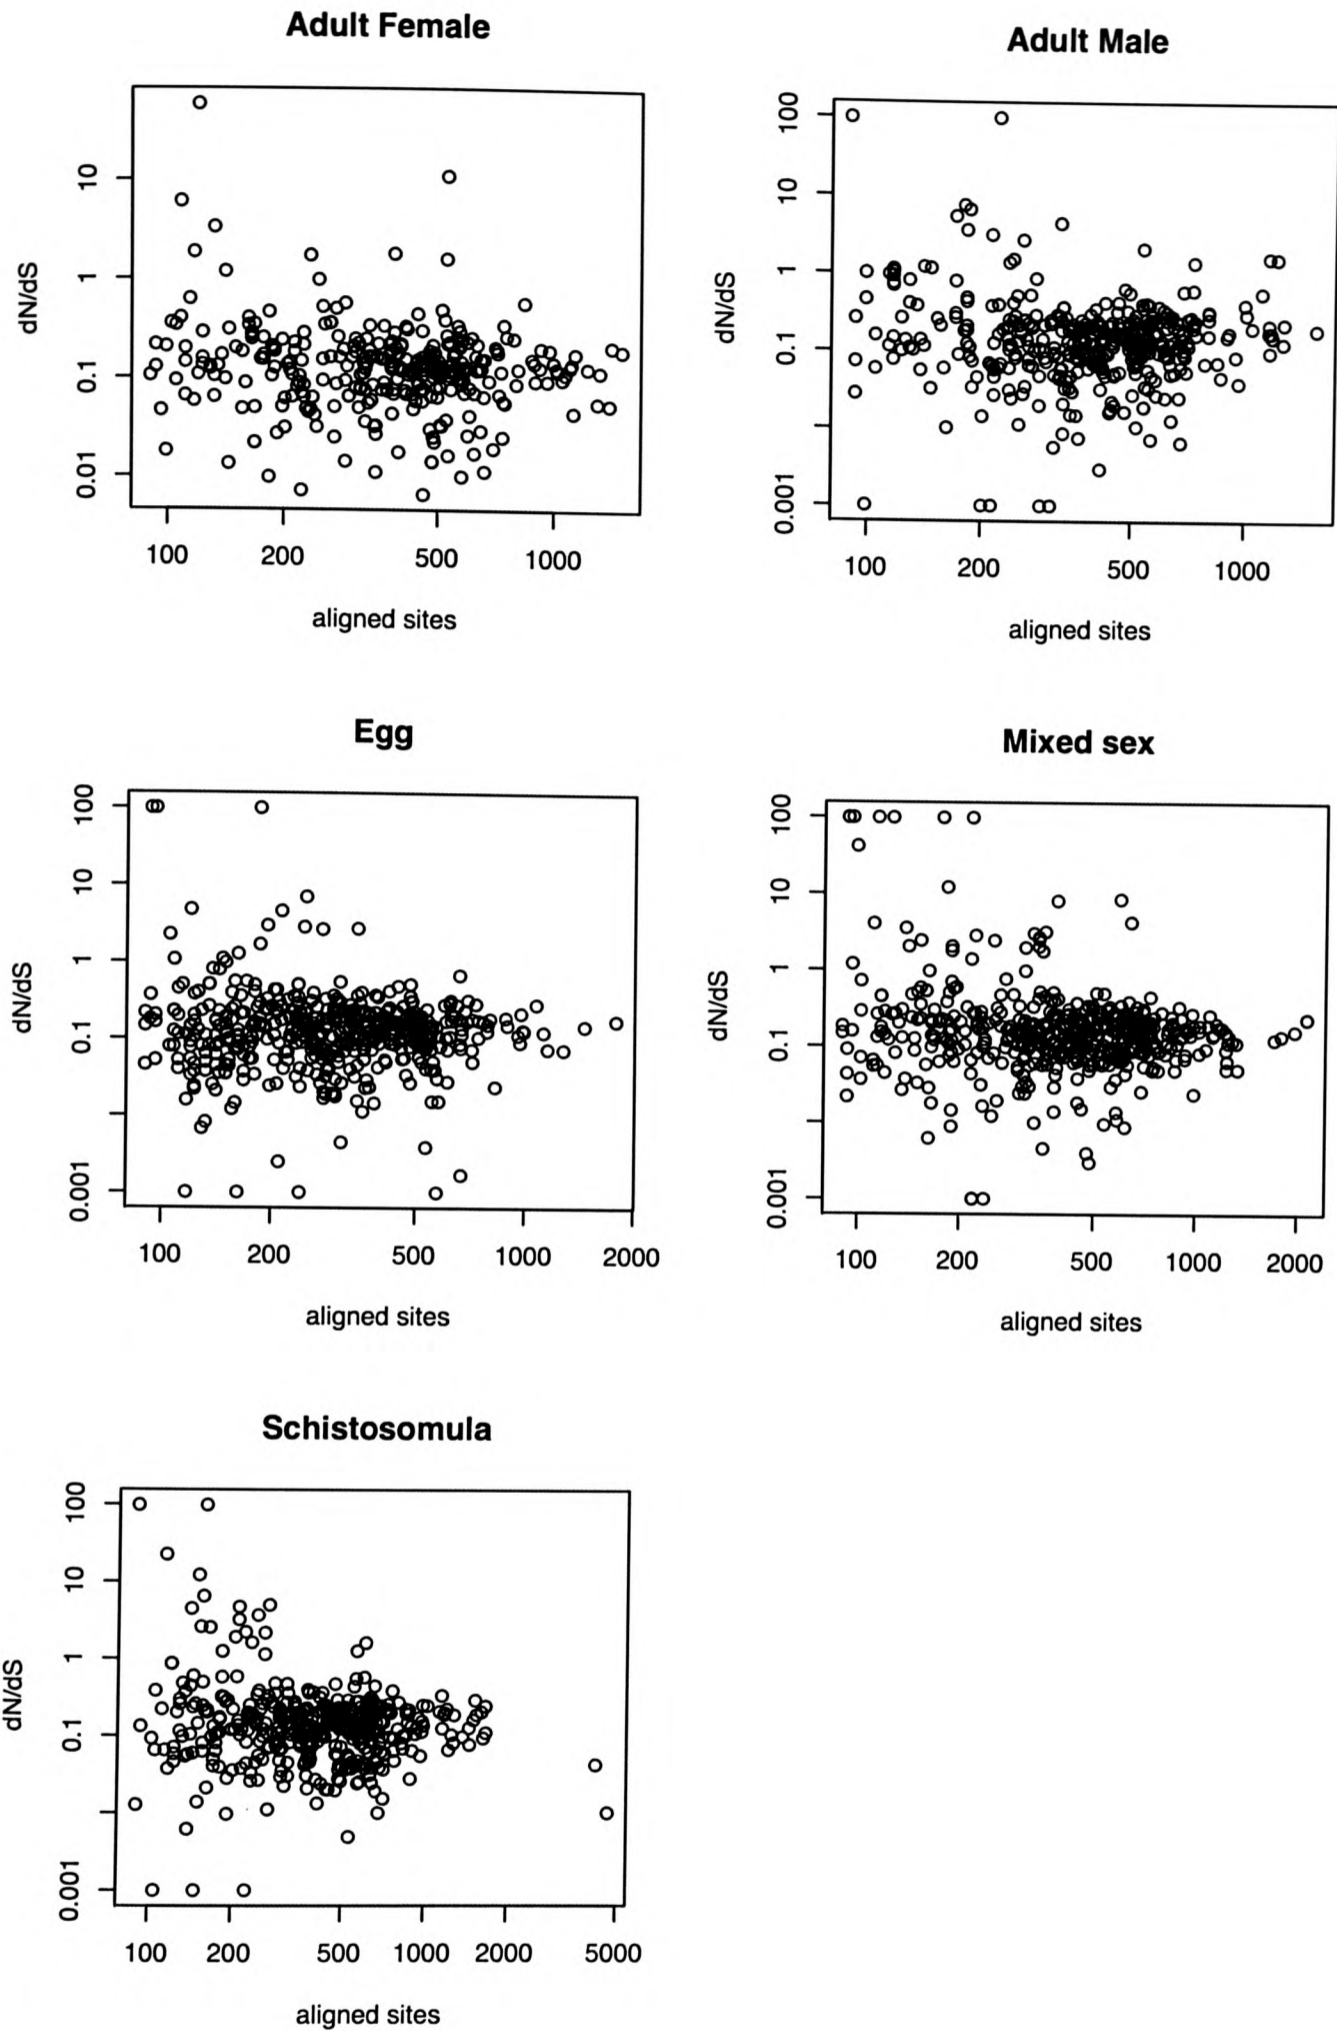 Adult Female
dN/dS
10
1
0.1
0.01
100 200 500 1000
aligned sites
Adult Male
dN/dS
100
10
1
0.1
0.001
100 200 500 1000
aligned sites
Egg
dN/dS
100
10
1
0.1
0.001
100 200 500 1000 2000
aligned sites
Mixed sex
dN/dS
100
10
1
0.1
0.001
100 200 500 1000 2000
aligned sites
Schistosomula
dN/dS
100
10
1
0.1
0.001
100 200 500 1000 2000 5000
aligned sites